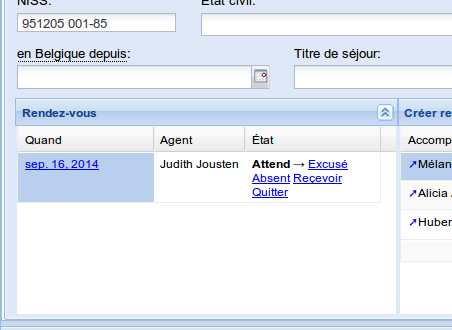 NISS:
État civil:
951205 001-85
en Belgique depuis:
Titre de séjour:
Rendez-vous
Créer re
Quand
Agent
État
Accomp
sep. 16, 2014
Judith Jousten
Attend → Excusé
Absent Reçevoir
Quitter
↗Mélan
↗Alicia
↗Huber